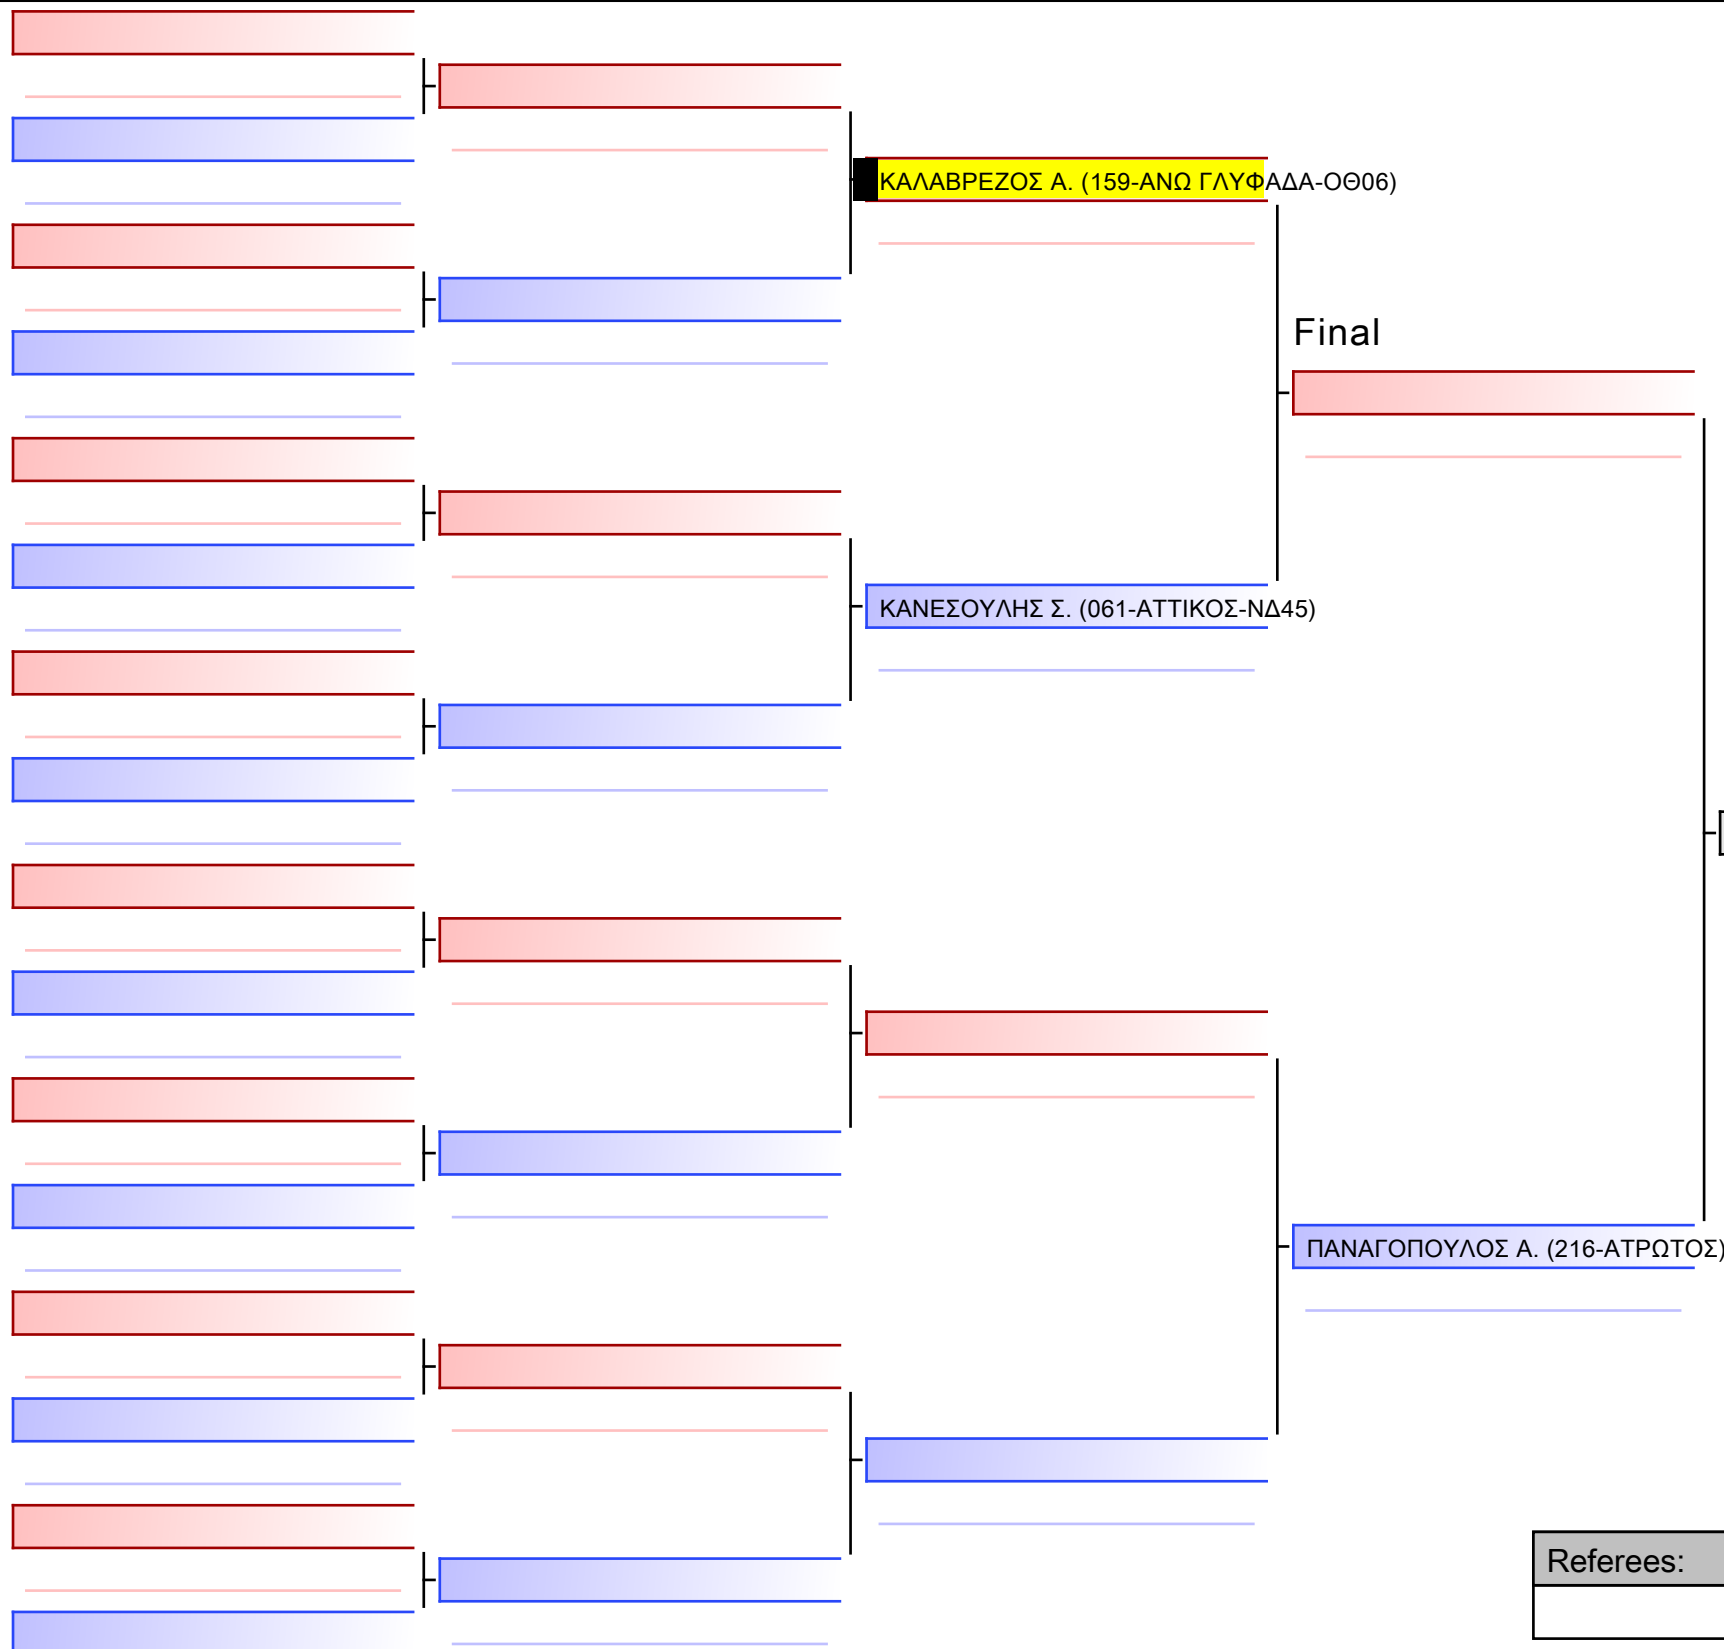 ΚΑΛΑΒΡΕΖΟΣ Α. (159-ΑΝΩ ΓΛΥΦΑΔΑ-ΟΘ06)
Final
ΚΑΝΕΣΟΥΛΗΣ Σ. (061-ΑΤΤΙΚΟΣ-ΝΔ45)
ΠΑΝΑΓΟΠΟΥΛΟΣ Α. (216-ΑΤΡΩΤΟΣ)
Referees: